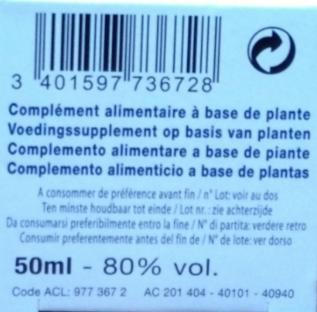 3 401597 736728
Complément alimentaire à base de plante
Voedingssupplement op basis van planten
Complemento alimentare a base de piante
Complemento alimenticio a base de plantas
A consommer de préférence avant fin / n° Lot: voir au dos
Ten minste houdbaar tot einde / Lot nr. : zie achterzijde
Da consumarsi preferibilmente entro la fine / N° di partita: verdere retro
Consumir preferentemente antes del fin de / N° de lote: ver dorso
50ml - 80% vol.
Code ACL: 977 367 2 AC 201 404 - 40101 - 40940